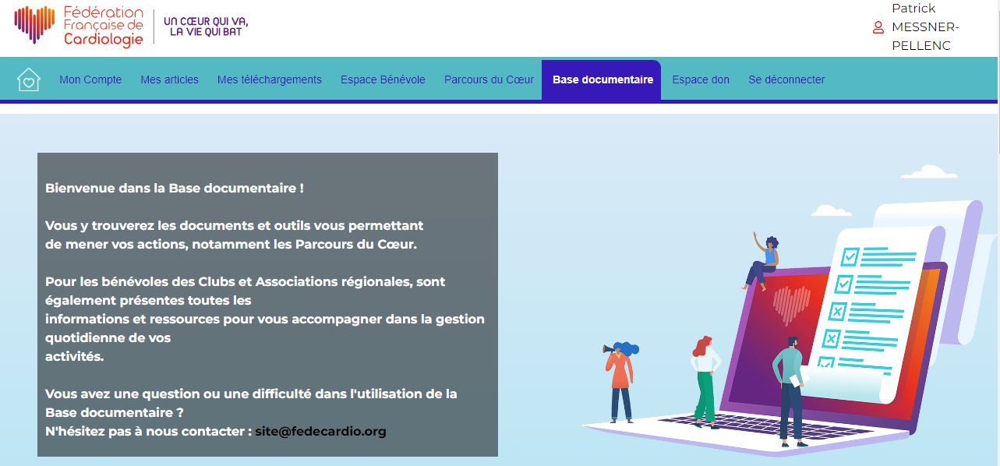 Fédération
Française de
Cardiologie
UN CŒUR QUI VA,
LA VIE QUI BAT
Patrick
MESSNER-
PELLENC
Mon Compte Mes articles Mes téléchargements Espace Bénévole Parcours du Cœur Base documentaire Espace don Se déconnecter
Bienvenue dans la Base documentaire !
Vous y trouverez les documents et outils vous permettant
de mener vos actions, notamment les Parcours du Cœur.
Pour les bénévoles des Clubs et Associations régionales, sont
également présentes toutes les
informations et ressources pour vous accompagner dans la gestion
quotidienne de vos
activités.
Vous avez une question ou une difficulté dans l'utilisation de la
Base documentaire ?
N'hésitez pas à nous contacter : site@fedecardio.org